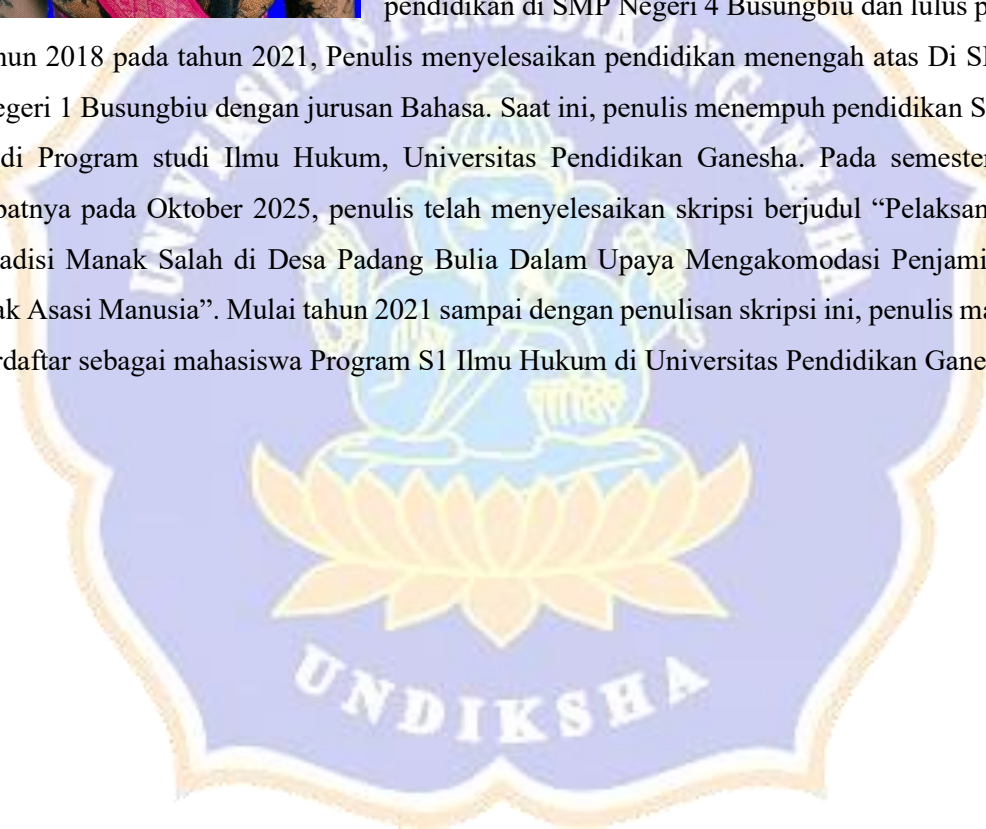 pendidikan di SMP Negeri 4 Busungbiu dan lulus p
hun 2018 pada tahun 2021, Penulis menyelesaikan pendidikan menengah atas Di S
egeri 1 Busungbiu dengan jurusan Bahasa. Saat ini, penulis menempuh pendidikan S
di Program studi Ilmu Hukum, Universitas Pendidikan Ganesha. Pada semester
patnya pada Oktober 2025, penulis telah menyelesaikan skripsi berjudul “Pelaksan
adisi Manak Salah di Desa Padang Bulia Dalam Upaya Mengakomodasi Penjami
ak Asasi Manusia”. Mulai tahun 2021 sampai dengan penulisan skripsi ini, penulis ma
rdaftar sebagai mahasiswa Program S1 Ilmu Hukum di Universitas Pendidikan Gane
UNIVERSITAS PENDIDIKAN GANESHA
UNDIKSHA